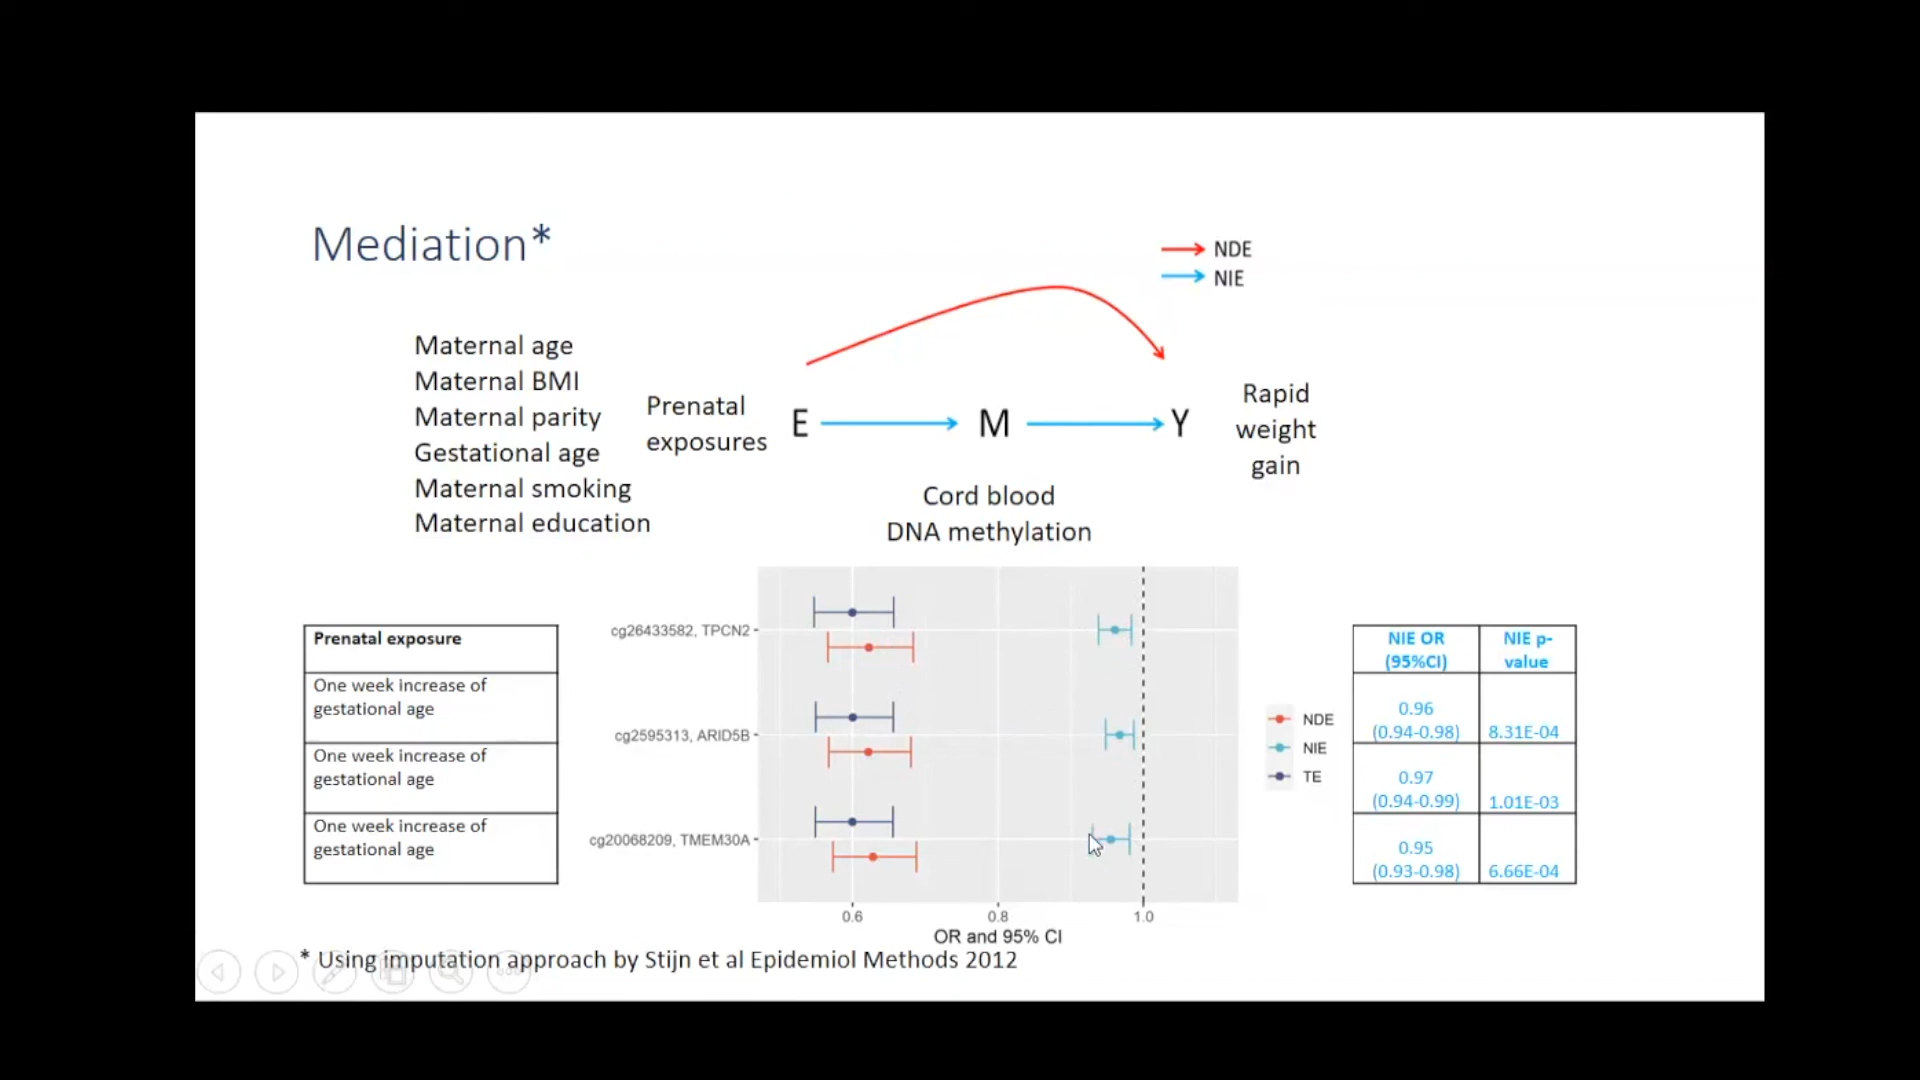 Mediation*
NDE
NIE
Maternal age
Maternal BMI
Maternal parity
Gestational age
Maternal smoking
Maternal education
Prenatal
exposures
E
M
Y
Rapid
weight
gain
Cord blood
DNA methylation
Prenatal exposure
One week increase of
gestational age
One week increase of
gestational age
One week increase of
gestational age
cg26433582, TPCN2
cg2595313, ARID5B
cg20068209, TMEM30A
0.6
0.8
1.0
OR and 95% CI
NDE
NIE
TE
NIE OR
(95%CI)
NIE p-
value
0.96
(0.94-0.98)
8.31E-04
0.97
(0.94-0.99)
1.01E-03
0.95
(0.93-0.98)
6.66E-04
* Using imputation approach by Stijn et al Epidemiol Methods 2012